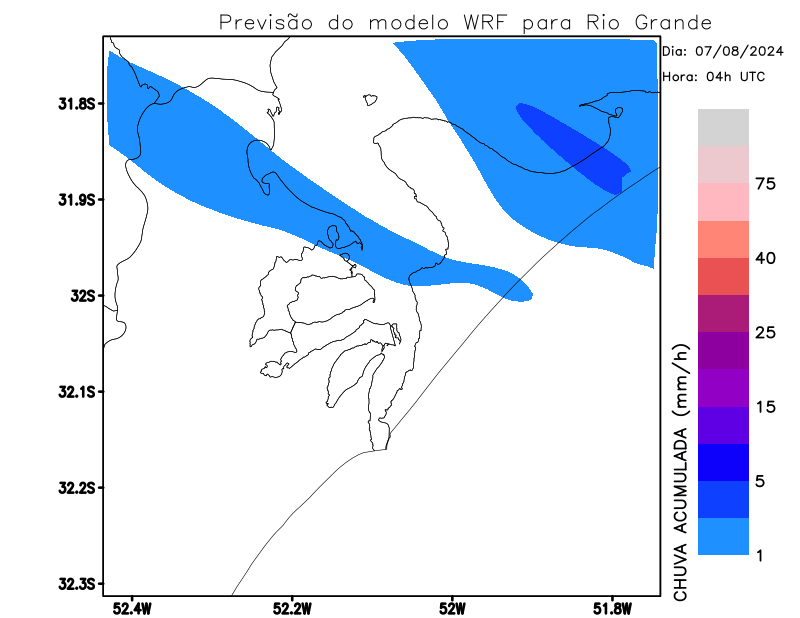 Previsão do modelo WRF para Rio Grande
Dia: 07/08/2024
Hora: 04h UTC
31.8S
31.9S
32S
32.1S
32.2S
32.3S
52.4W
52.2W
52W
51.8W
CHUVA ACUMULADA (mm/h)
75
40
25
15
5
1